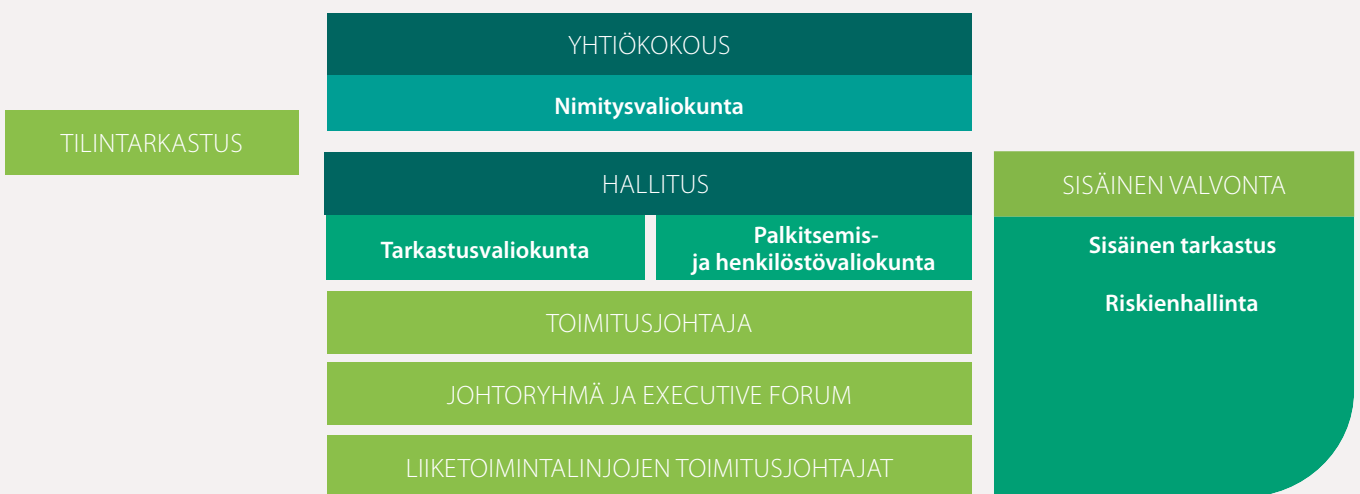 YHTIÖKOKOUS
Nimitysvaliokunta
TILINTARKASTUS
HALLITUS
Tarkastusvaliokunta
Palkitsemis-
ja henkilöstövaliokunta
TOIMITUSJOHTAJA
JOHTORYHMÄ JA EXECUTIVE FORUM
LIIKETOIMINTALINJOJEN TOIMITUSJOHTAJAT
SISÄINEN VALVONTA
Sisäinen tarkastus
Riskienhallinta